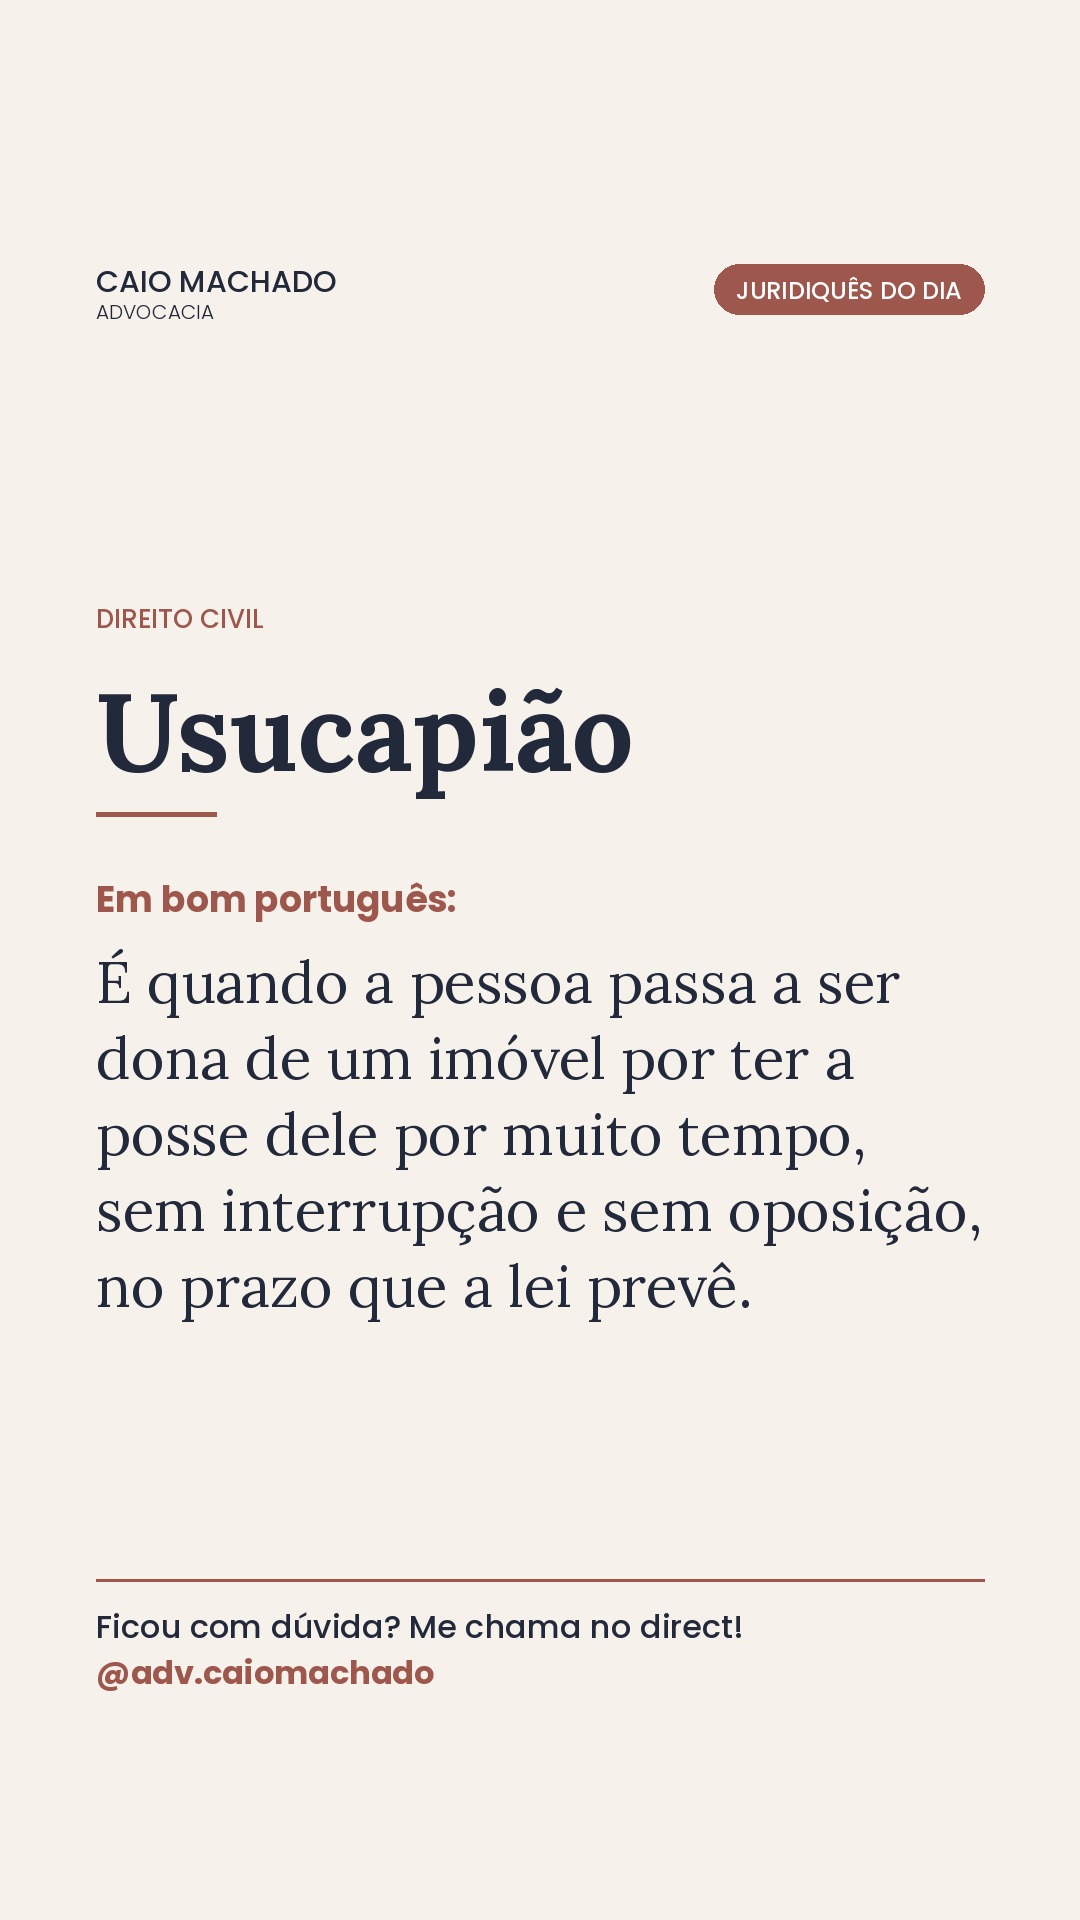 CAIO MACHADO
ADVOCACIA
JURIDIQUÊS DO DIA
DIREITO CIVIL
Usucapião
Em bom português:
É quando a pessoa passa a ser
dona de um imóvel por ter a
posse dele por muito tempo,
sem interrupção e sem oposição,
no prazo que a lei prevê.
Ficou com dúvida? Me chama no direct!
@adv.caiomachado